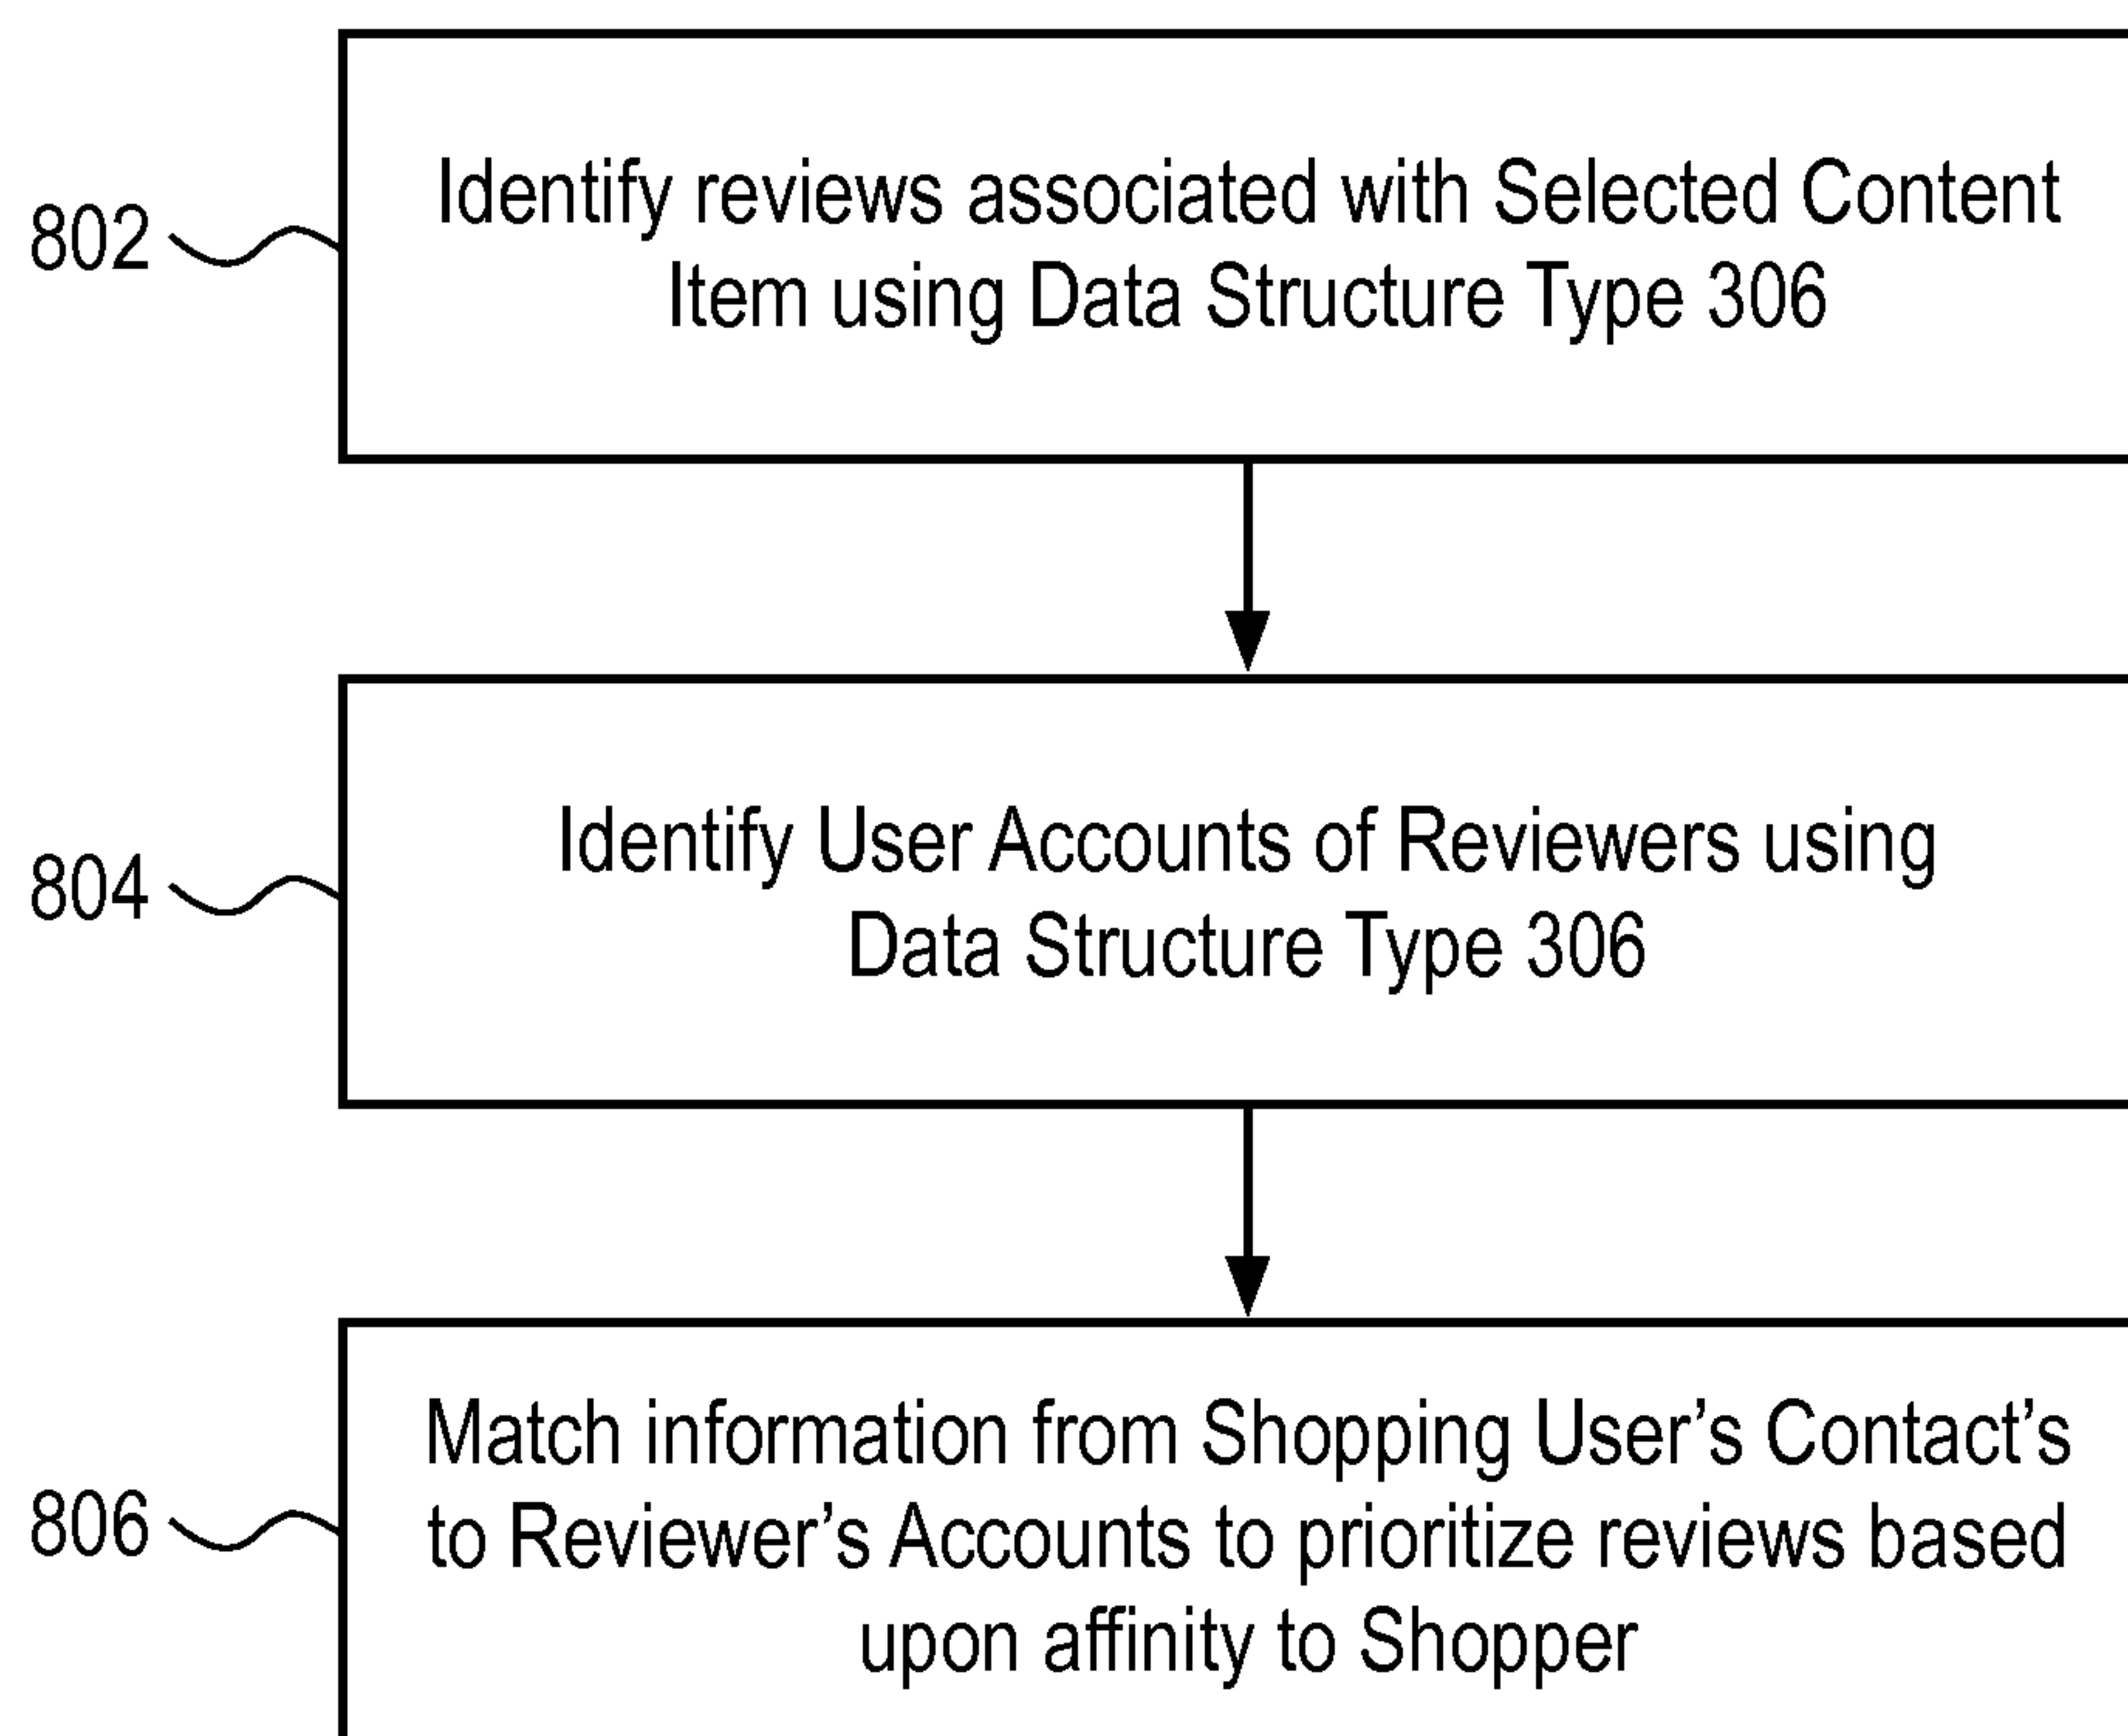 802
Identify reviews associated with Selected Content
Item using Data Structure Type 306
804
Identify User Accounts of Reviewers using
Data Structure Type 306
806
Match information from Shopping User’s Contact’s
to Reviewer’s Accounts to prioritize reviews based
upon affinity to Shopper